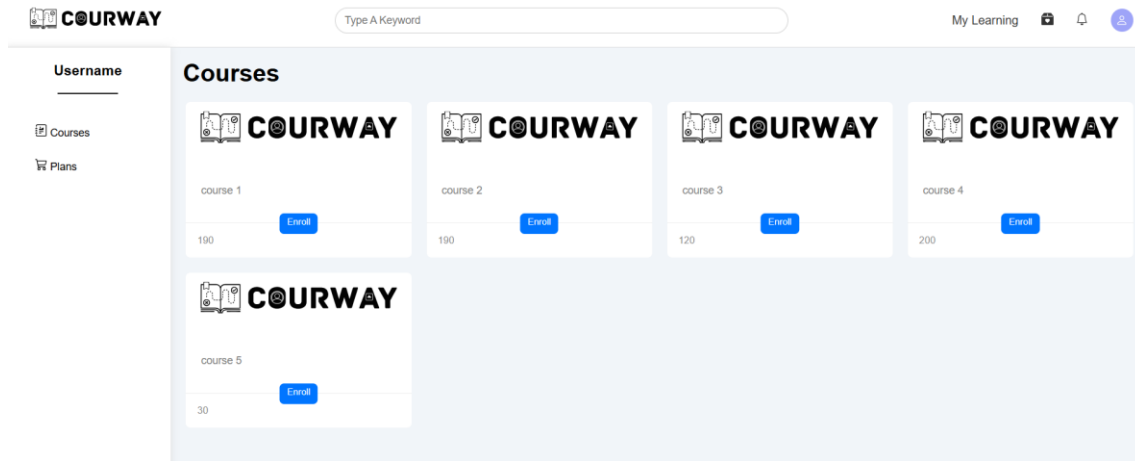 COURWAY
Type A Keyword
My Learning
Username
Courses
Plans
Courses
COURWAY
course 1
Enroll
190
COURWAY
course 2
Enroll
190
COURWAY
course 3
Enroll
120
COURWAY
course 4
Enroll
200
COURWAY
course 5
Enroll
30